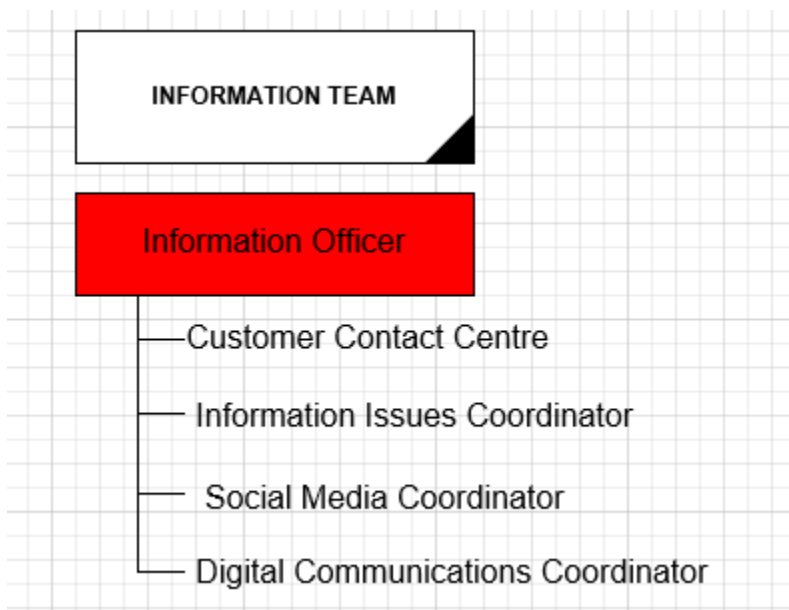 INFORMATION TEAM
Information Officer
Customer Contact Centre
Information Issues Coordinator
Social Media Coordinator
Digital Communications Coordinator